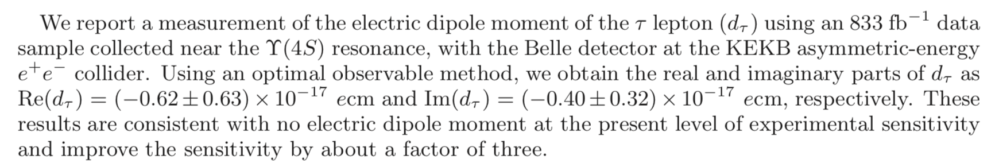 We report a measurement of the electric dipole moment of the τ lepton (d_τ) using an 833 fb⁻¹ data
sample collected near the Υ(4S) resonance, with the Belle detector at the KEKB asymmetric-energy
e⁺e⁻ collider. Using an optimal observable method, we obtain the real and imaginary parts of d_τ as
Re(d_τ) = (−0.62 ± 0.63) × 10⁻¹⁷ ecm and Im(d_τ) = (−0.40 ± 0.32) × 10⁻¹⁷ ecm, respectively. These
results are consistent with no electric dipole moment at the present level of experimental sensitivity
and improve the sensitivity by about a factor of three.